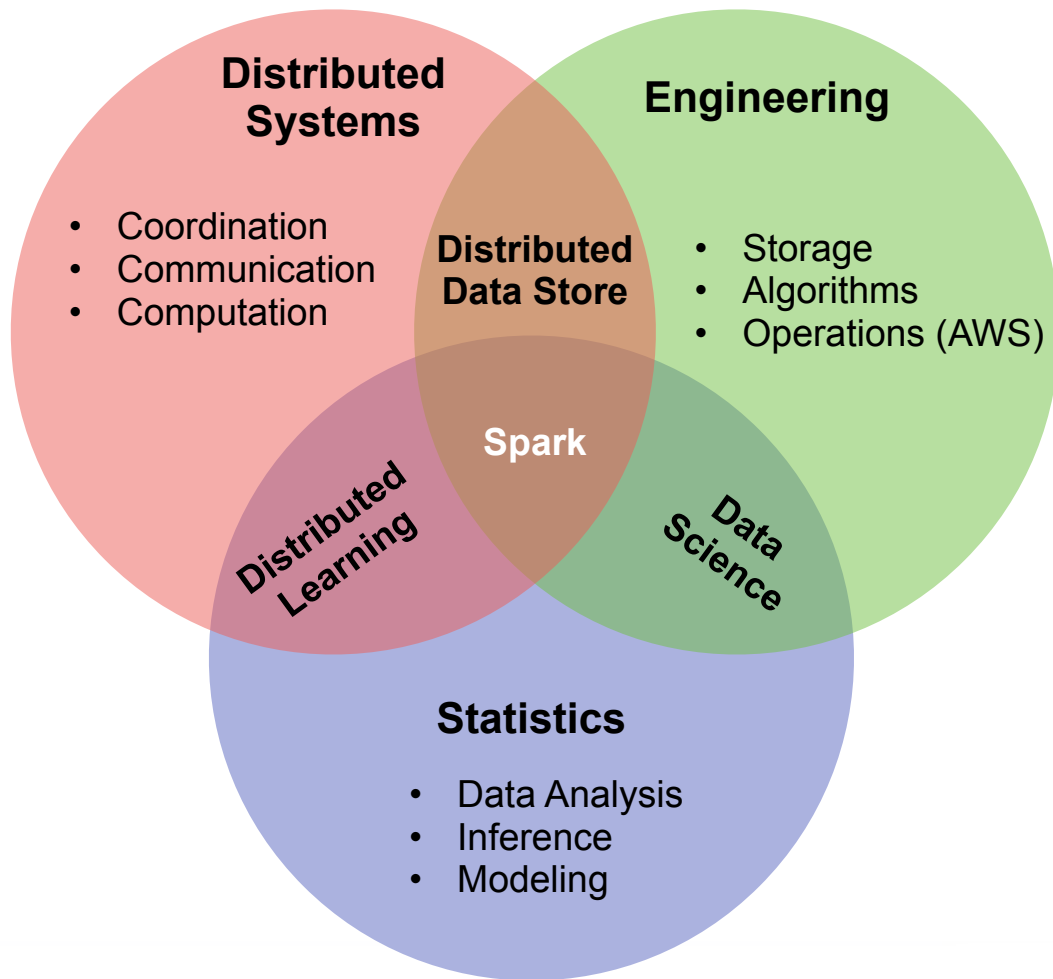 Distributed
Systems
• Coordination
• Communication
• Computation
Engineering
• Storage
• Algorithms
• Operations (AWS)
Distributed
Data Store
Spark
Distributed
Learning
Data
Science
Statistics
• Data Analysis
• Inference
• Modeling